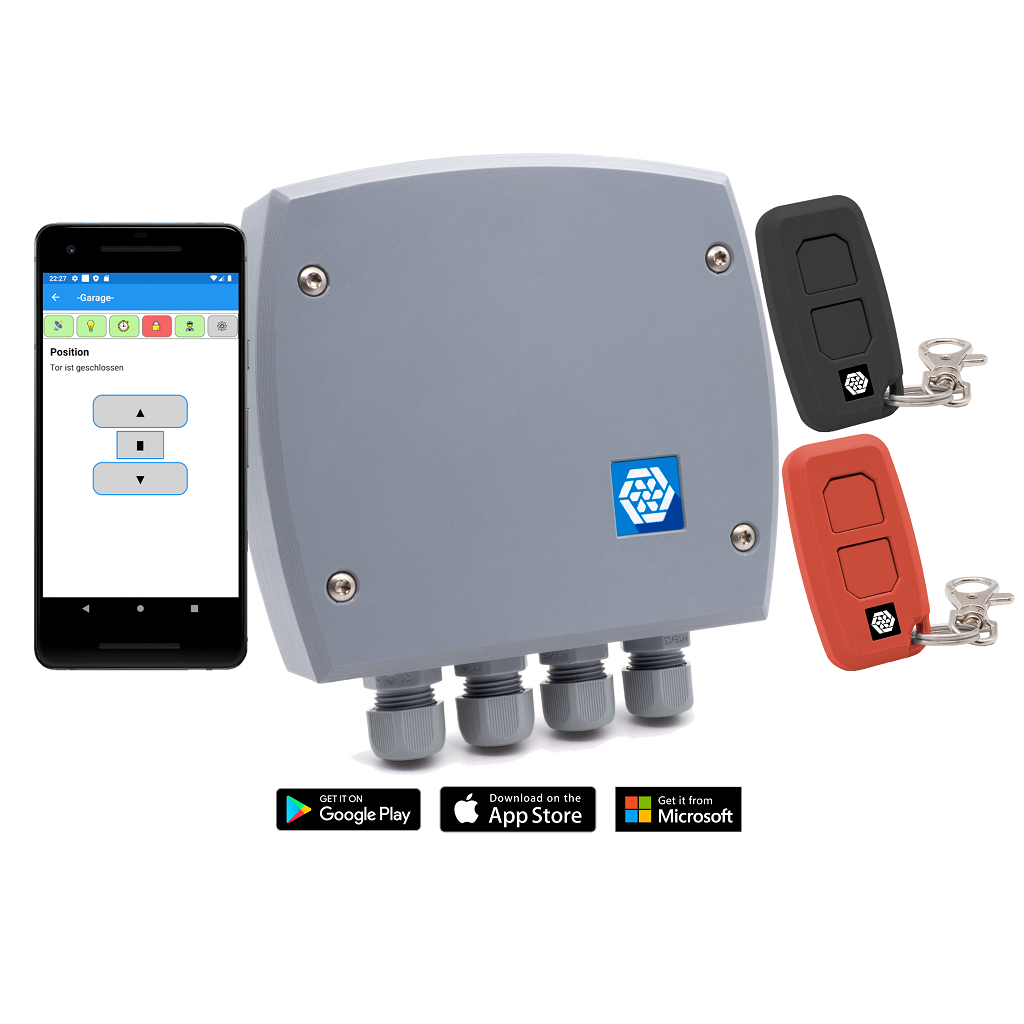 22:27
-Garage-
Position
Tor ist geschlossen
GET IT ON
Google Play
Download on the
App Store
Get it from
Microsoft